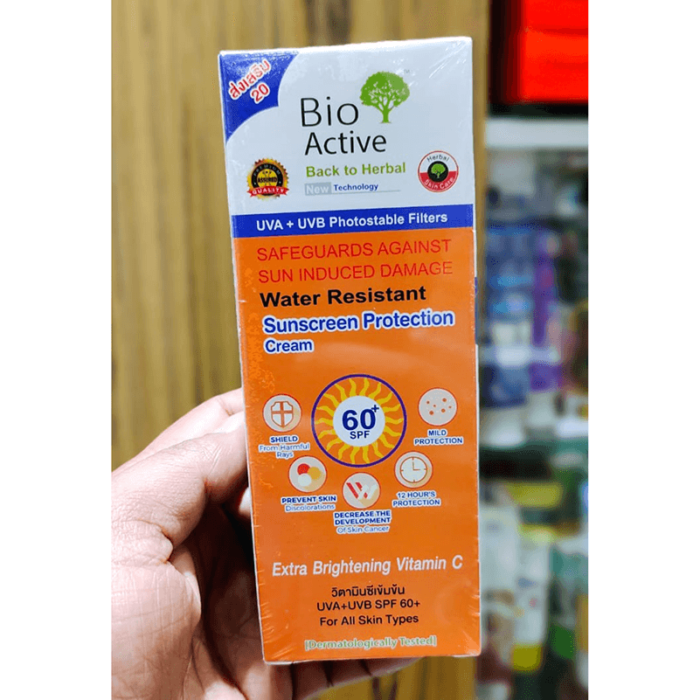 ส่งเสริม
20
Bio
Active
Back to Herbal
New Technology
QUALITY
Herbal
Skin Care
UVA + UVB Photostable Filters
SAFEGUARDS AGAINST
SUN INDUCED DAMAGE
Water Resistant
Sunscreen Protection
Cream
60+
SPF
SHIELD
From Harmful
Rays
MILD
PROTECTION
PREVENT SKIN
Discolorations
DECREASE THE
DEVELOPMENT
Of Skin Cancer
12 HOUR'S
PROTECTION
Extra Brightening Vitamin C
วิตามินซีเข้มข้น
UVA+UVB SPF 60+
For All Skin Types
[Dermatologically Tested]